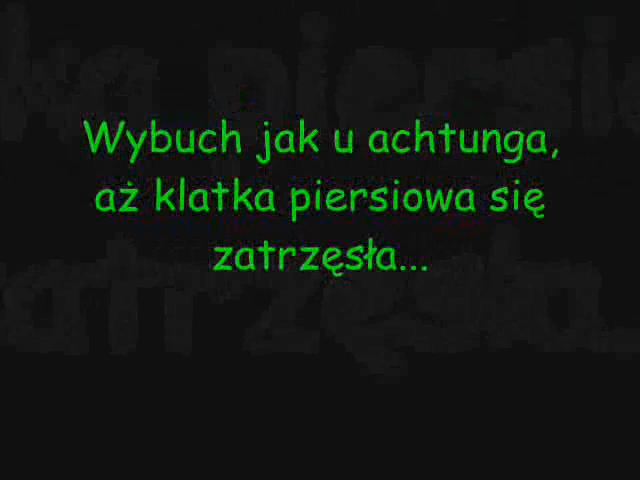 Wybuch jak u achtunga,
aż klatka piersiowa się
zatrzęsła...